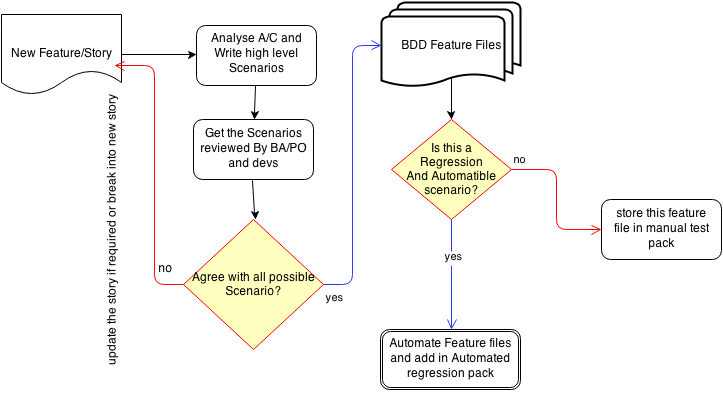 New Feature/Story
Analyse A/C and
Write high level
Scenarios
Get the Scenarios
reviewed By BA/PO
and devs
Agree with all possible
Scenario?
no
yes
update the story if required or break into new story
BDD Feature Files
Is this a
Regression
And Automatible
scenario?
no
yes
store this feature
file in manual test
pack
Automate Feature files
and add in Automated
regression pack